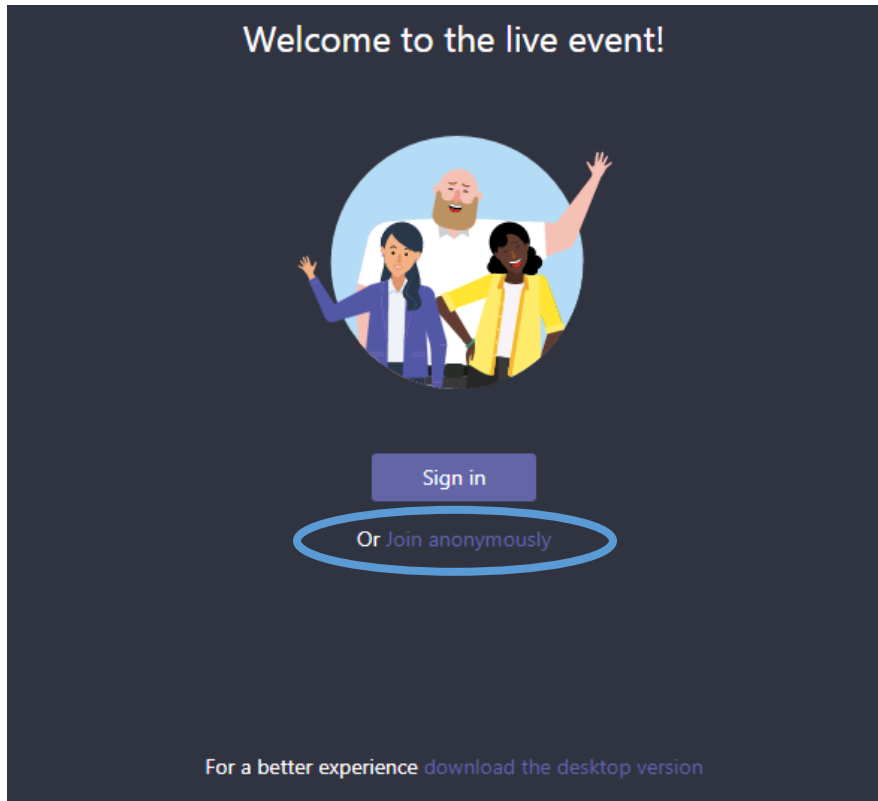 Welcome to the live event!
Sign in
Or Join anonymously
For a better experience download the desktop version